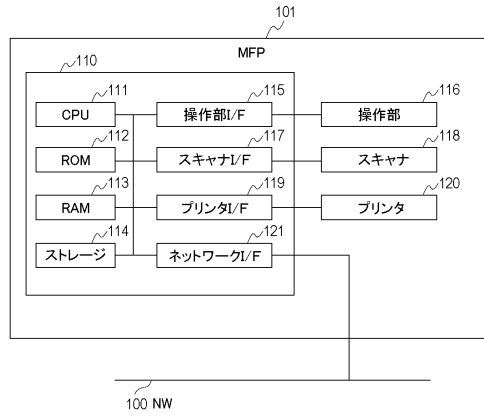 101
MFP
110
111
CPU
115
操作部I/F
116
操作部
112
ROM
117
スキャナI/F
118
スキャナ
113
RAM
119
プリンタI/F
120
プリンタ
114
ストレージ
121
ネットワークI/F
100 NW